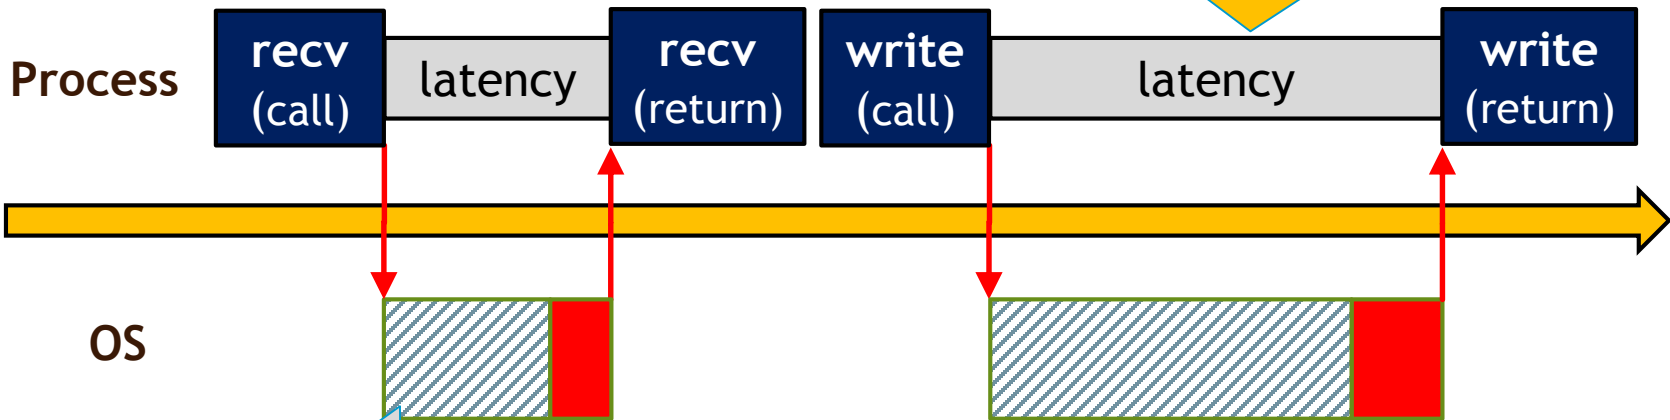 Process
recv
(call)
latency
recv
(return)
write
(call)
latency
write
(return)
OS